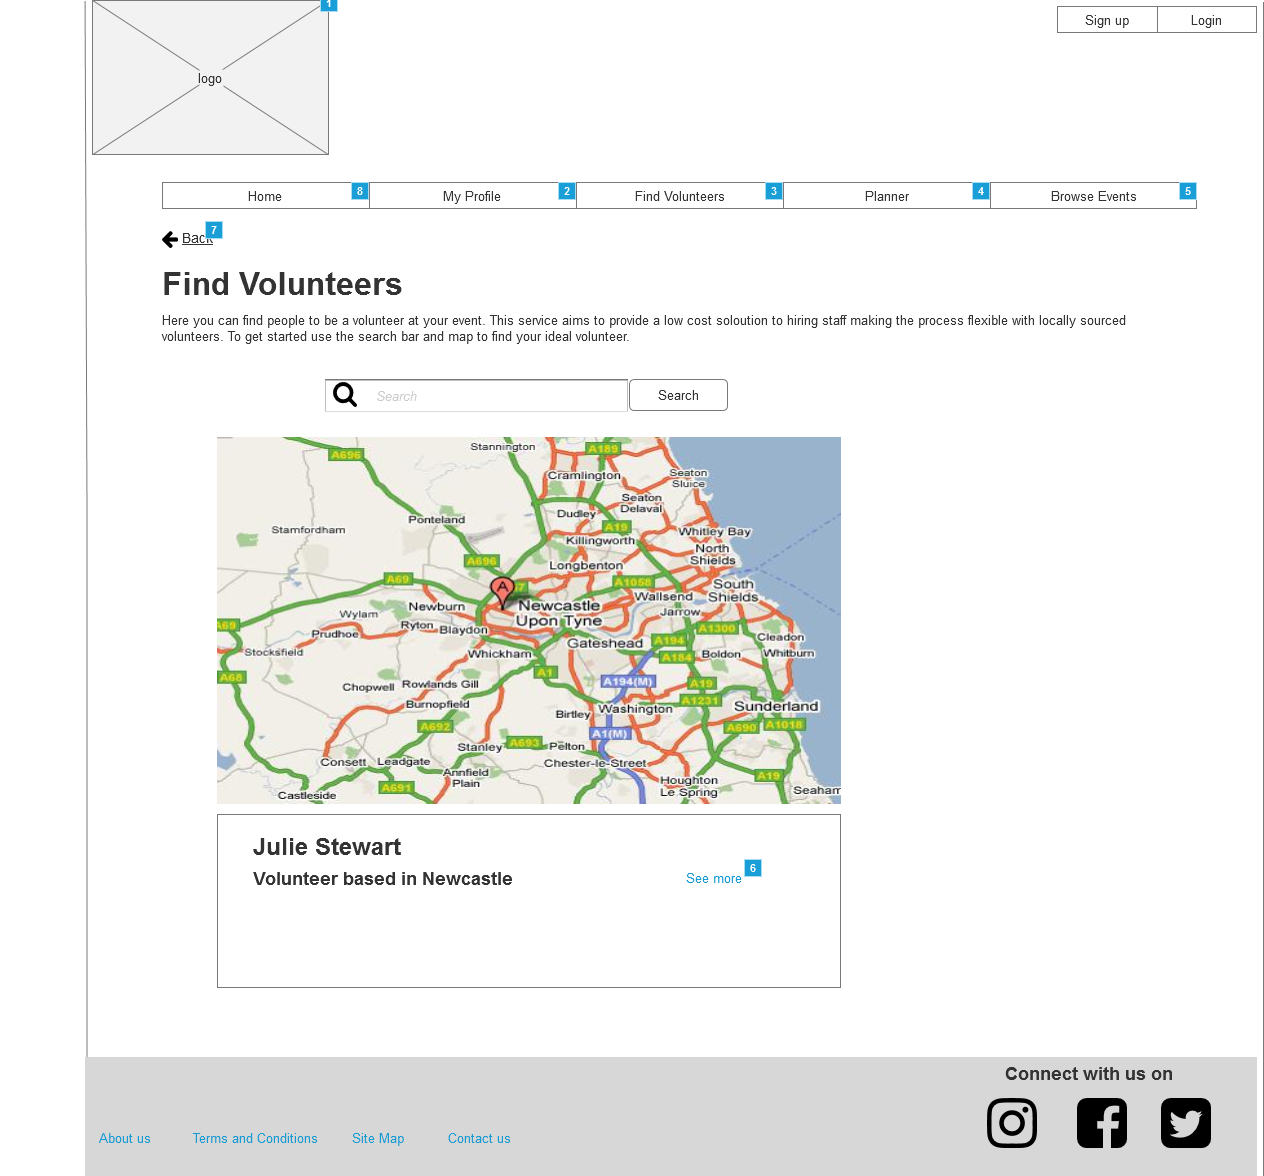 1
logo
Sign up
Login
Home
8
My Profile
2
Find Volunteers
3
Planner
4
Browse Events
5
Back
7
Find Volunteers
Here you can find people to be a volunteer at your event. This service aims to provide a low cost soloution to hiring staff making the process flexible with locally sourced
volunteers. To get started use the search bar and map to find your ideal volunteer.
Search
Search
Stannington
A189
A696
Cramlington
Seaton
Sluice
Seaton
Delaval
Ponteland
Dudley
A19
Stamfordham
Whitley Bay
Killingworth
North
Shields
A696
Longbenton
A69
A1058
South
Shields
A
Wallsend
Newburn
Newcastle
Upon Tyne
Jarrow
Wylam
Ryton
Blaydon
A69
Prudhoe
A1300
Cleadon
Gateshead
A194
Stocksfield
Whickham
A184
Boldon
Whitburn
A68
A1
A194(M)
A19
Chopwell
Rowlands Gill
A1231
Burnopfield
Birtley
Washington
Sunderland
A692
A690
A1018
A1(M)
Stanley
A693
Pelton
Consett
Leadgate
Chester-le-Street
Annfield
Plain
A19
Houghton
Le Spring
A691
Castleside
Seaham
Julie Stewart
Volunteer based in Newcastle
See more
6
Connect with us on
About us
Terms and Conditions
Site Map
Contact us